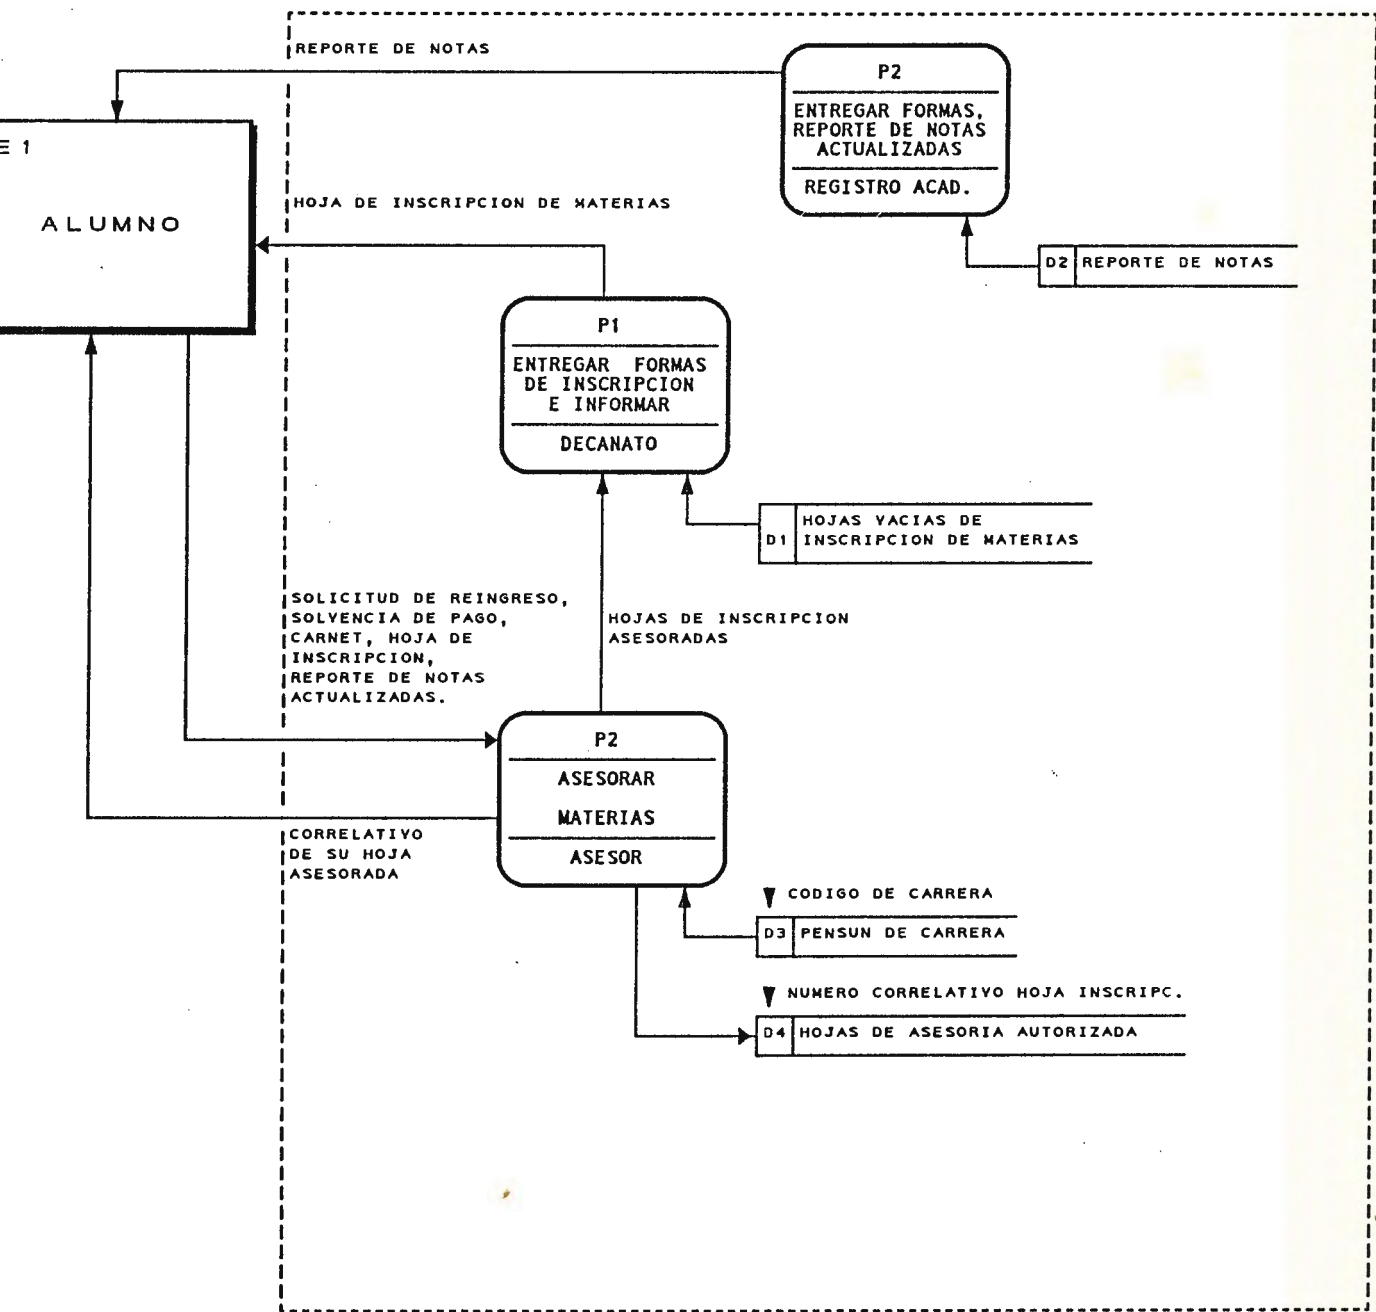 REPORTE DE NOTAS
P2
ENTREGAR FORMAS,
REPORTE DE NOTAS
ACTUALIZADAS
REGISTRO ACAD.
E 1
ALUMNO
HOJA DE INSCRIPCION DE MATERIAS
D2 REPORTE DE NOTAS
P1
ENTREGAR FORMAS
DE INSCRIPCION
E INFORMAR
DECANATO
HOJAS VACIAS DE
D1 INSCRIPCION DE MATERIAS
SOLICITUD DE REINGRESO,
SOLVENCIA DE PAGO,
CARNET, HOJA DE
INSCRIPCION,
REPORTE DE NOTAS
ACTUALIZADAS.
HOJAS DE INSCRIPCION
ASESORADAS
P2
ASESORAR
MATERIAS
ASESOR
CORRELATIVO
DE SU HOJA
ASESORADA
CODIGO DE CARRERA
D3 PENSUN DE CARRERA
NUMERO CORRELATIVO HOJA INSCRIPC.
D4 HOJAS DE ASESORIA AUTORIZADA